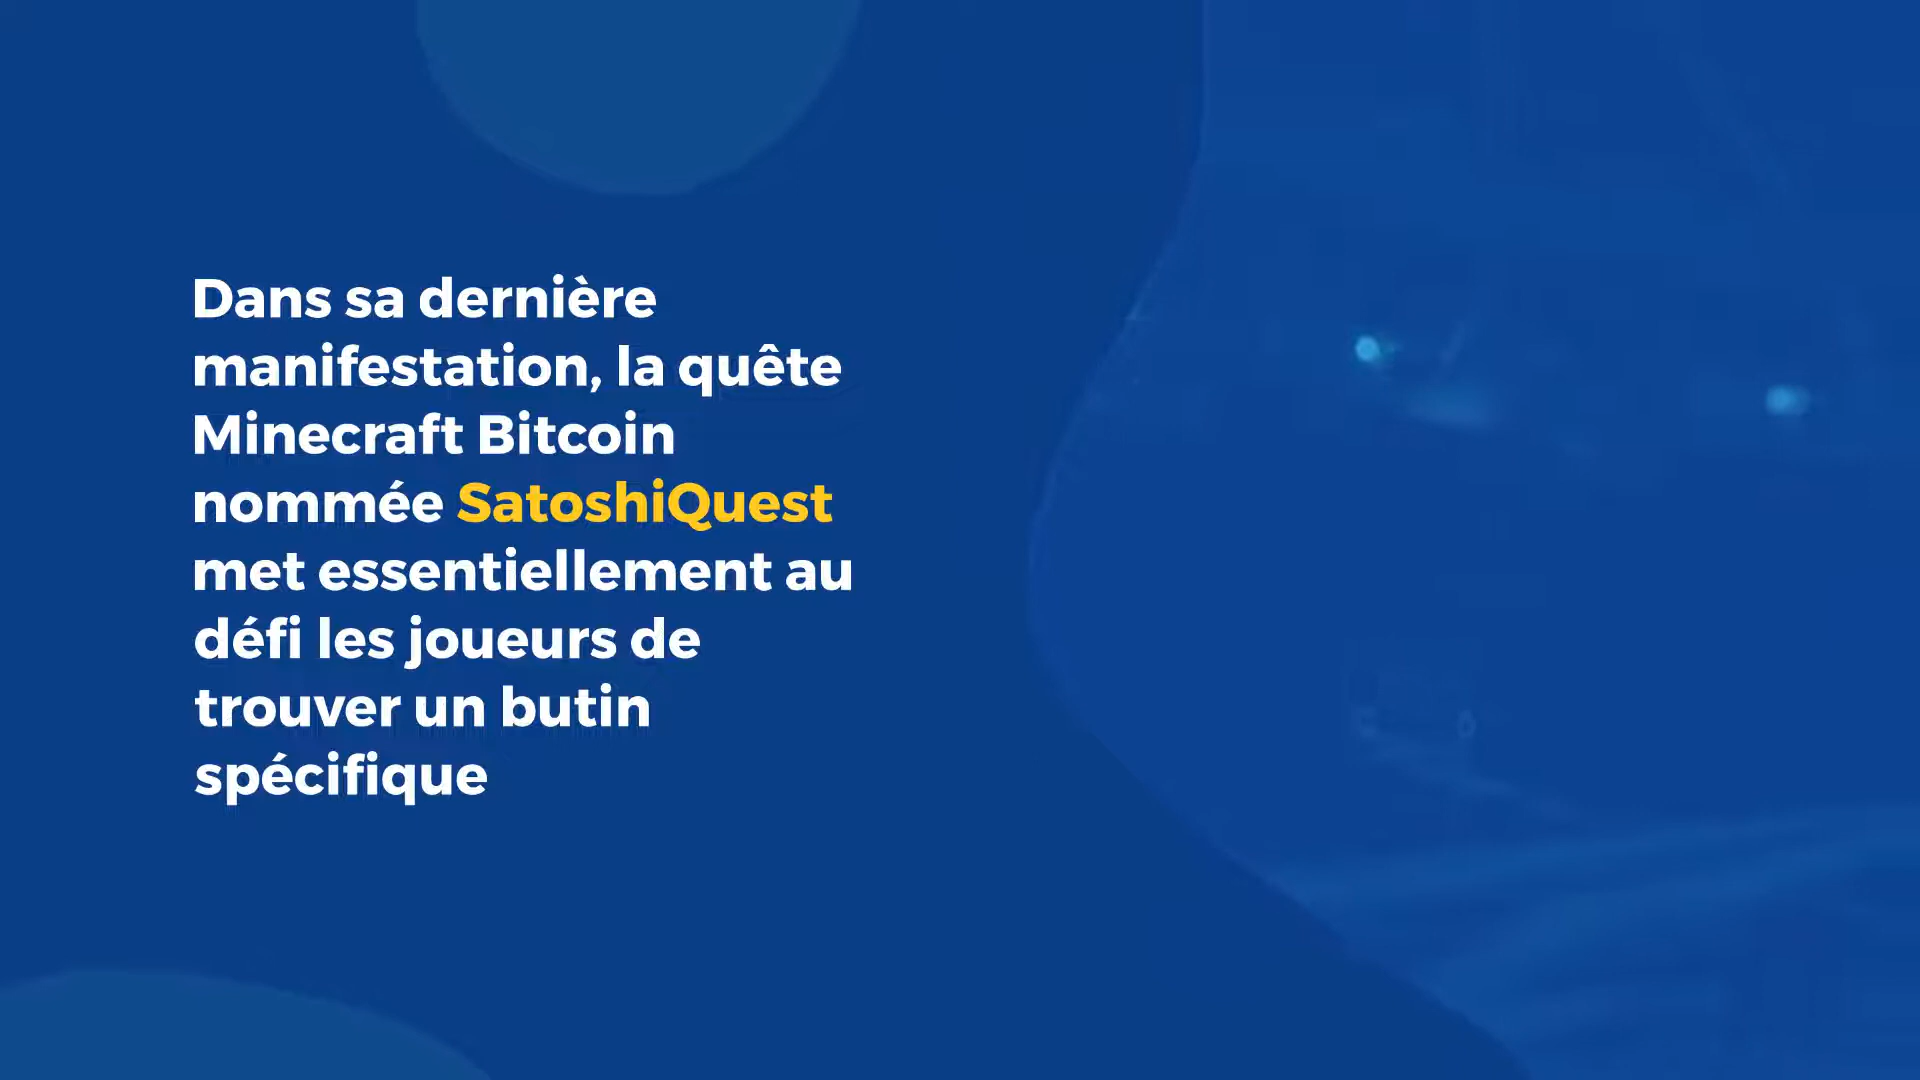 Dans sa dernière
manifestation, la quête
Minecraft Bitcoin
nommée SatoshiQuest
met essentiellement au
défi les joueurs de
trouver un butin
spécifique